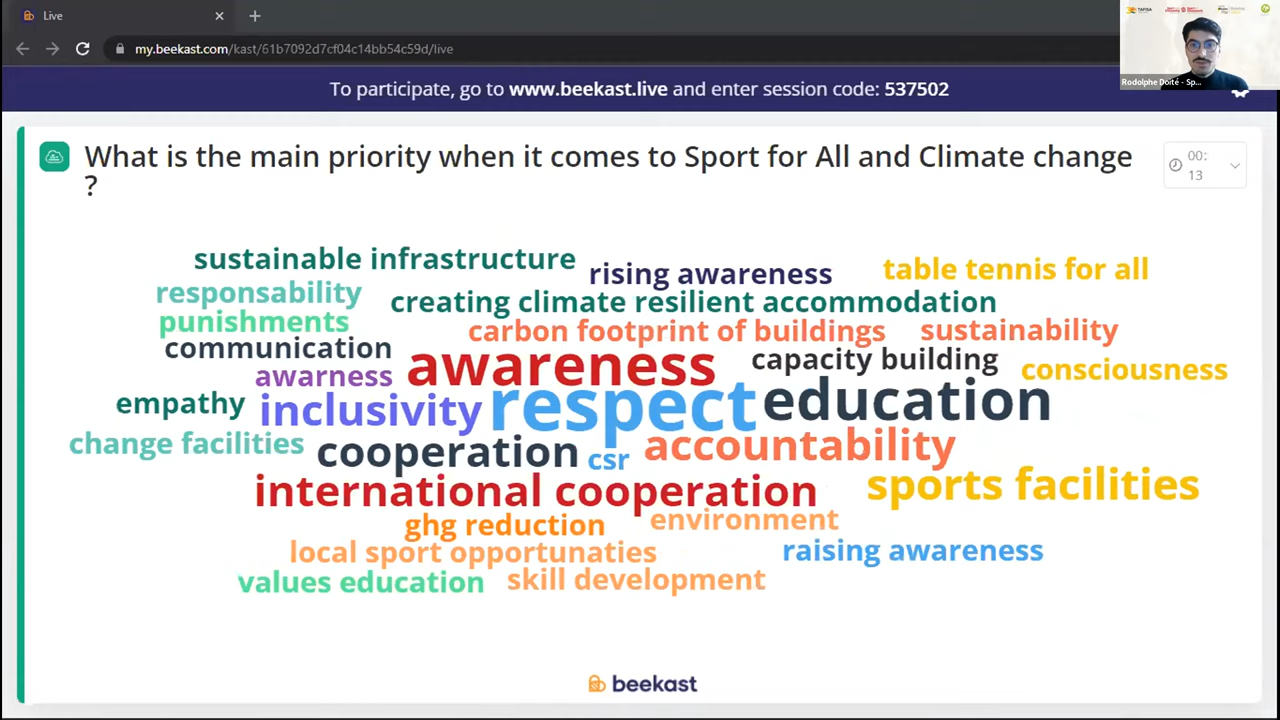 Live
my.beekast.com/kast/61b7092d7cf04c14bb54c59d/live
TAFISA
Rodolphe Doité - Sp...
To participate, go to www.beekast.live and enter session code: 537502
What is the main priority when it comes to Sport for All and Climate change
?
00:
13
sustainable infrastructure
rising awareness
table tennis for all
responsability
creating climate resilient accommodation
punishments
carbon footprint of buildings
sustainability
communication
awareness
capacity building
consciousness
awarness
empathy
inclusivity
respect
education
change facilities
cooperation
csr
accountability
international cooperation
sports facilities
ghg reduction
environment
local sport opportunaties
raising awareness
values education
skill development
beekast